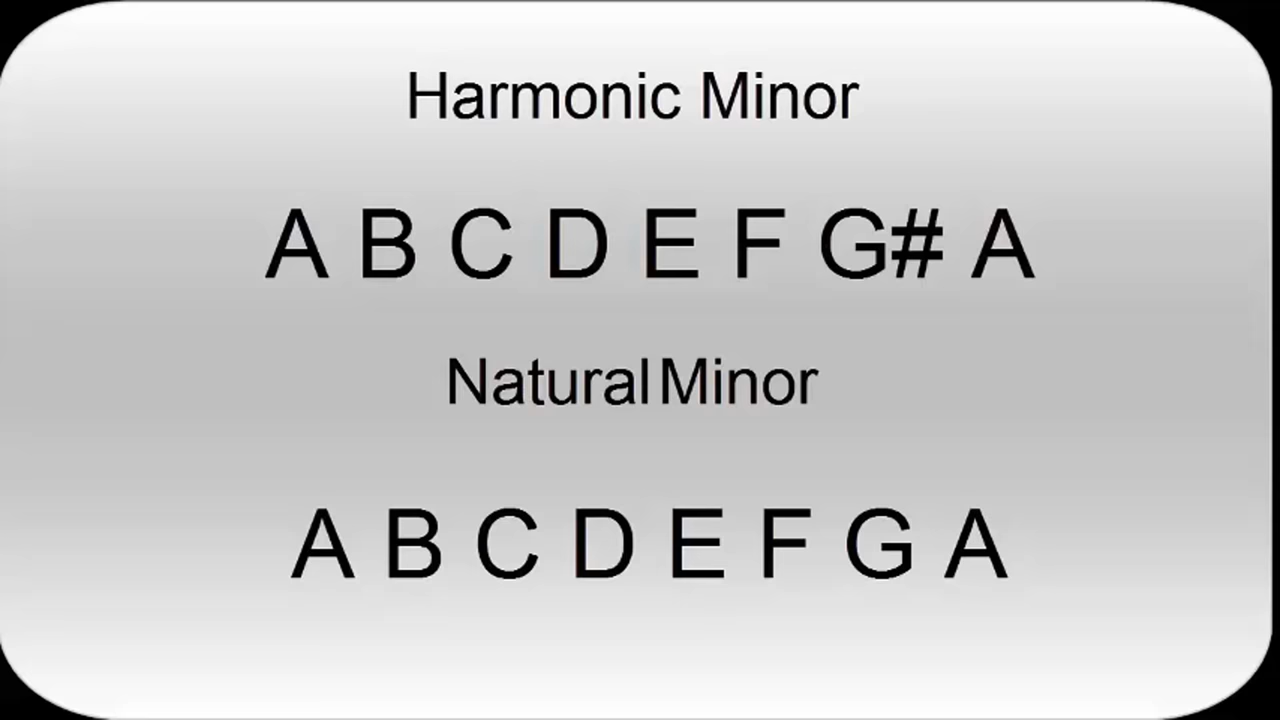 Harmonic Minor
A B C D E F G# A
Natural Minor
A B C D E F G A